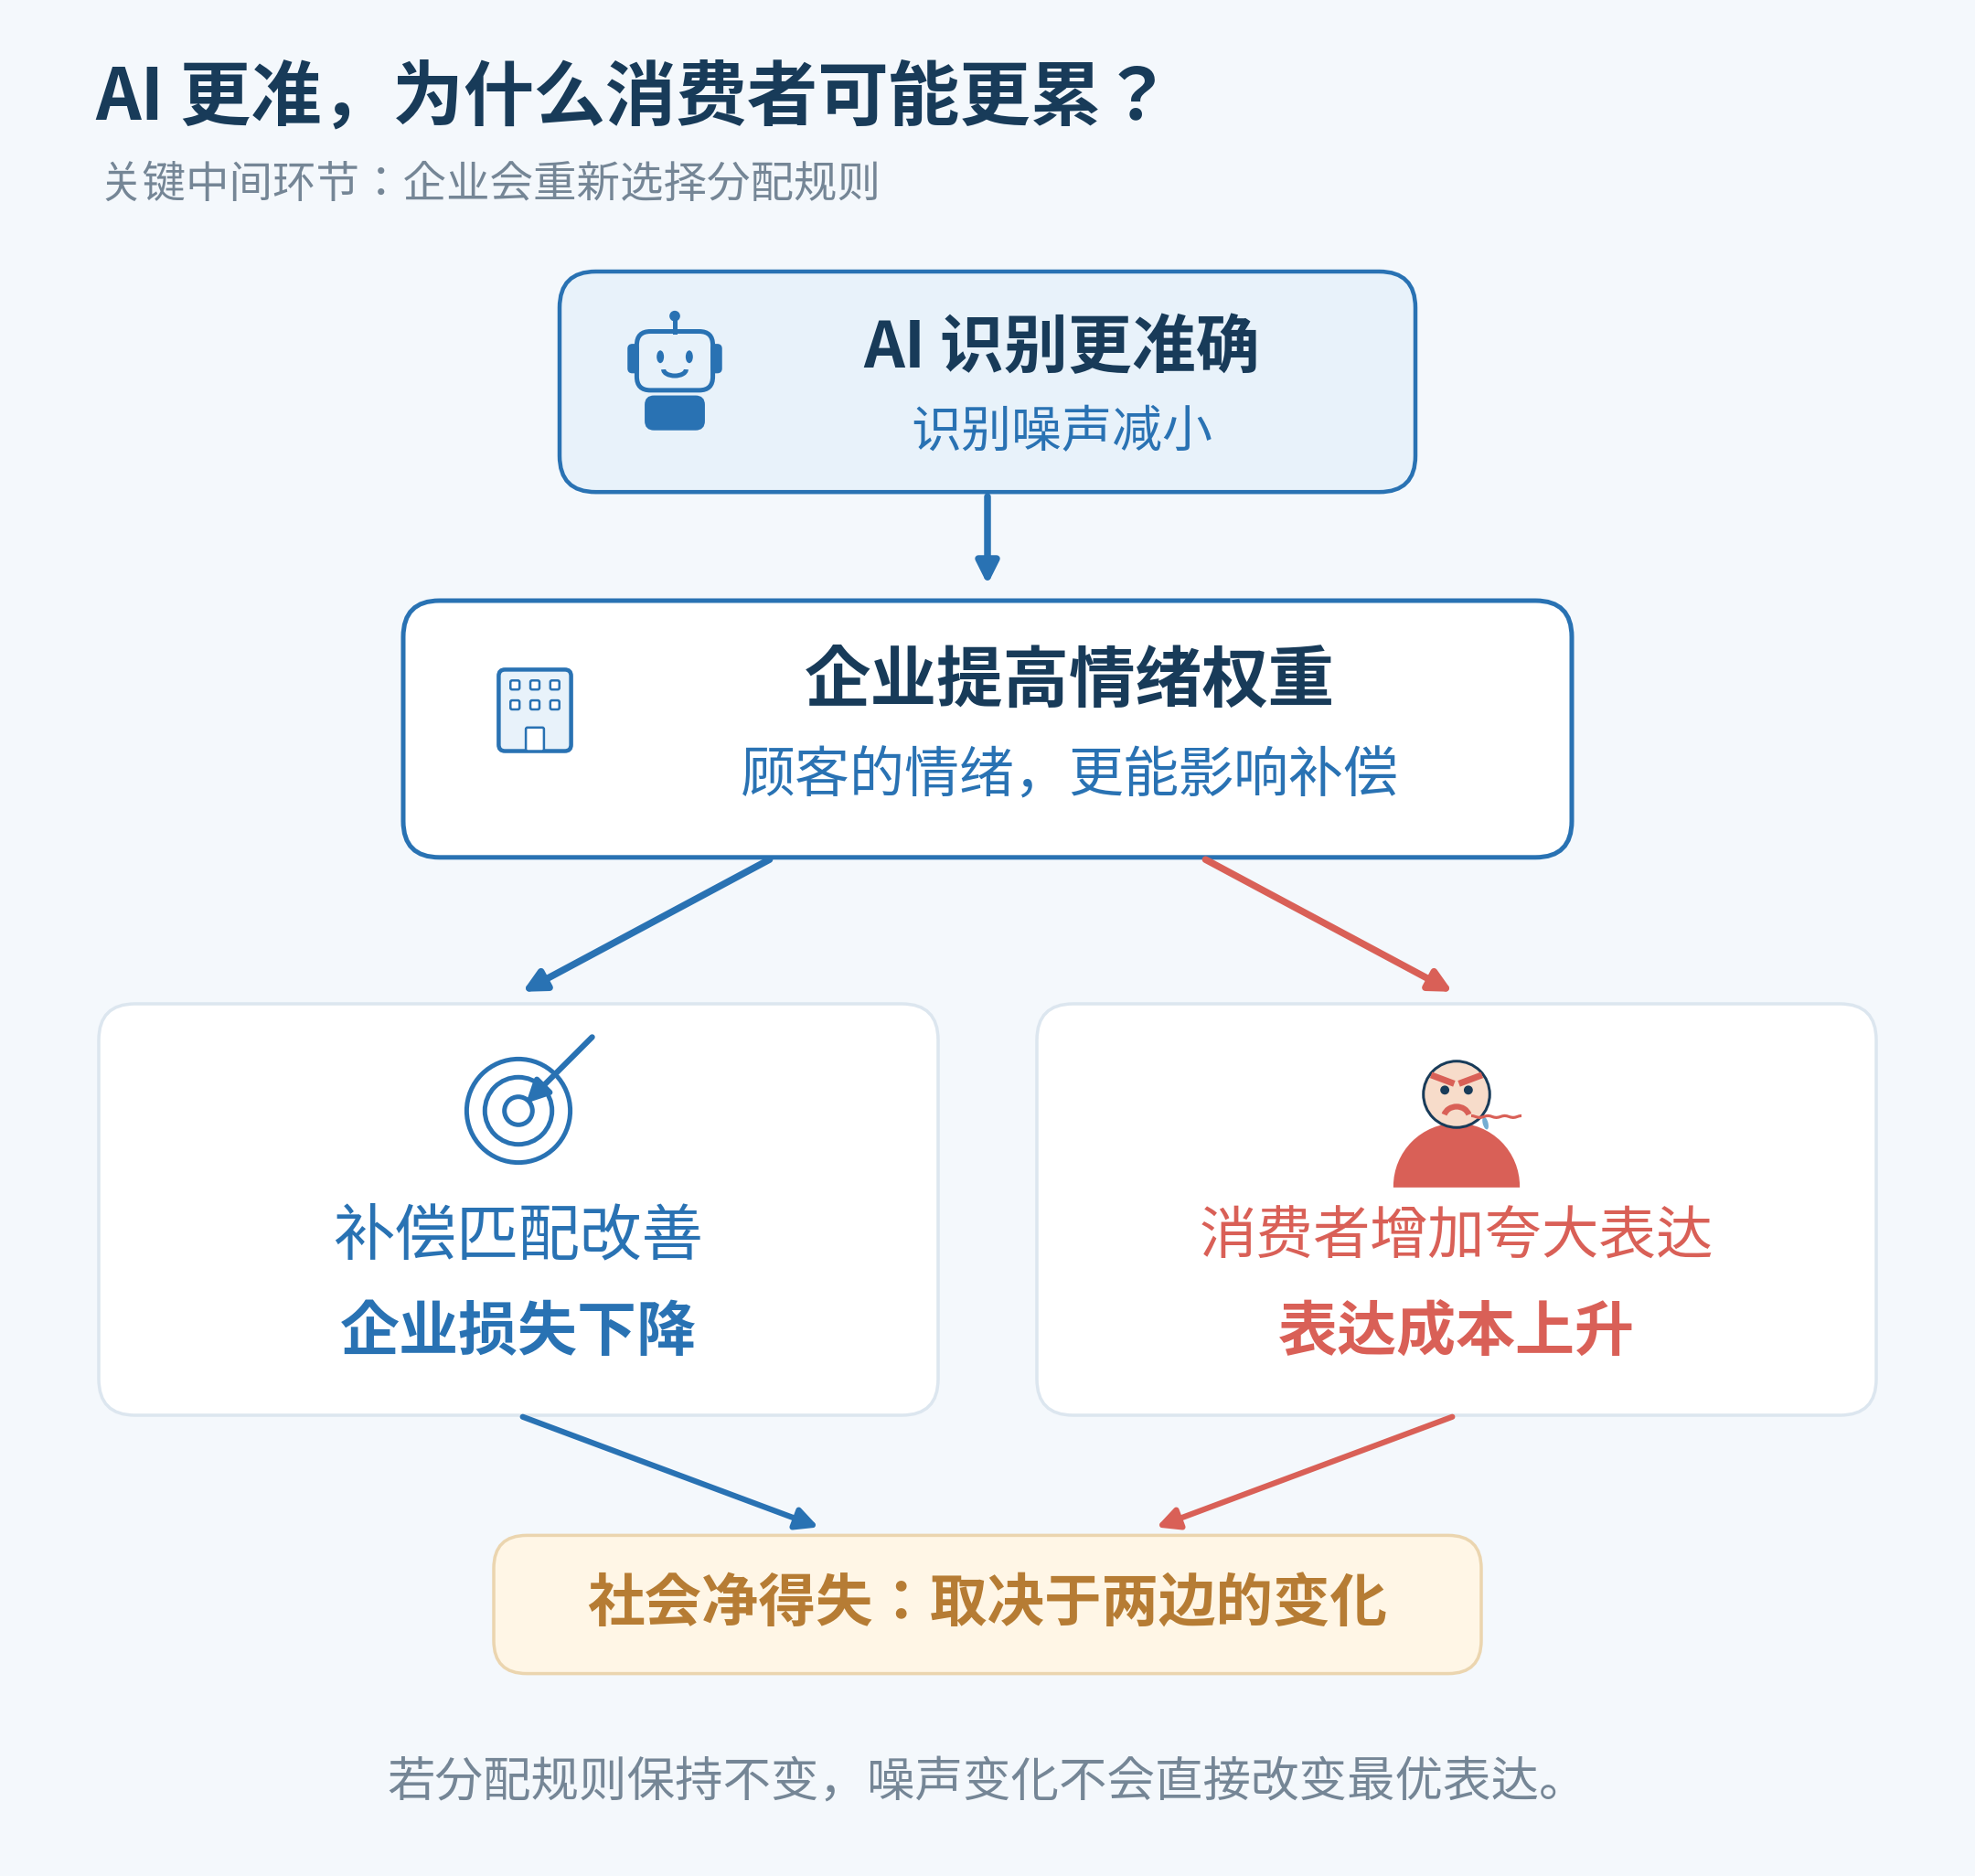 AI 更准，为什么消费者可能更累？
关键中间环节：企业会重新选择分配规则
AI 识别更准确
识别噪声减小
企业提高情绪权重
顾客的情绪，更能影响补偿
补偿匹配改善
企业损失下降
消费者增加夸大表达
表达成本上升
社会净得失：取决于两边的变化
若分配规则保持不变，噪声变化不会直接改变最优表达。